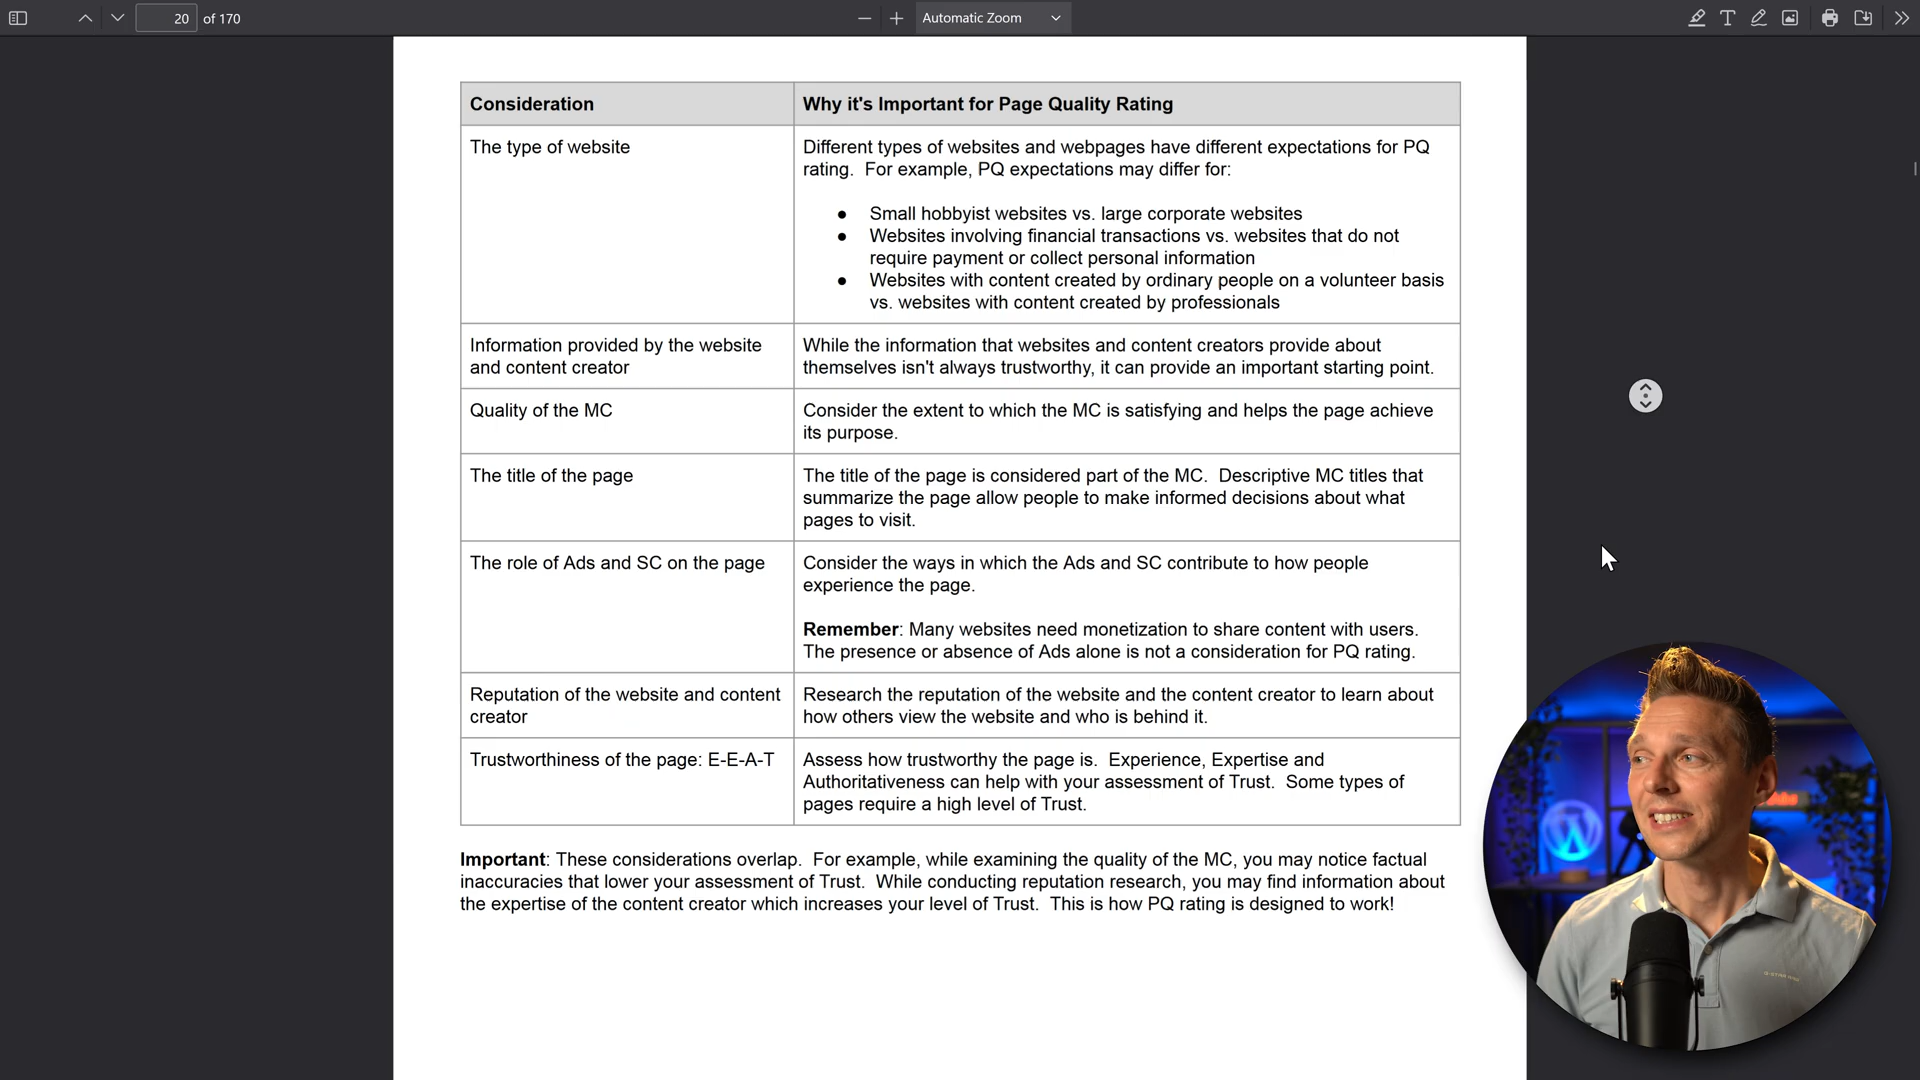 20 of 170
Automatic Zoom
Consideration
Why it's Important for Page Quality Rating
The type of website
Different types of websites and webpages have different expectations for PQ
rating. For example, PQ expectations may differ for:
● Small hobbyist websites vs. large corporate websites
● Websites involving financial transactions vs. websites that do not
require payment or collect personal information
● Websites with content created by ordinary people on a volunteer basis
vs. websites with content created by professionals
Information provided by the website
and content creator
While the information that websites and content creators provide about
themselves isn't always trustworthy, it can provide an important starting point.
Quality of the MC
Consider the extent to which the MC is satisfying and helps the page achieve
its purpose.
The title of the page
The title of the page is considered part of the MC. Descriptive MC titles that
summarize the page allow people to make informed decisions about what
pages to visit.
The role of Ads and SC on the page
Consider the ways in which the Ads and SC contribute to how people
experience the page.
Remember: Many websites need monetization to share content with users.
The presence or absence of Ads alone is not a consideration for PQ rating.
Reputation of the website and content
creator
Research the reputation of the website and the content creator to learn about
how others view the website and who is behind it.
Trustworthiness of the page: E-E-A-T
Assess how trustworthy the page is. Experience, Expertise and
Authoritativeness can help with your assessment of Trust. Some types of
pages require a high level of Trust.
Important: These considerations overlap. For example, while examining the quality of the MC, you may notice factual
inaccuracies that lower your assessment of Trust. While conducting reputation research, you may find information about
the expertise of the content creator which increases your level of Trust. This is how PQ rating is designed to work!